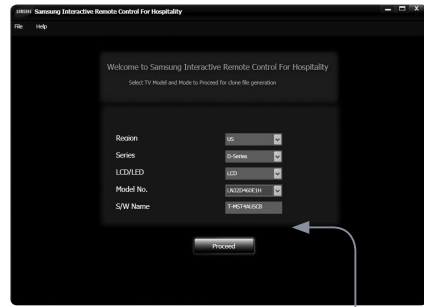 SAMSUNG Samsung Interactive Remote Control For Hospitality
File Help
Welcome to Samsung Interactive Remote Control For Hospitality
Select TV Model and Mode to Proceed for clone file generation
Region US
Series D-Series
LCD/LED LCD
Model No. LN32D460E1H
S/W Name T-MST4AUSCB
Proceed